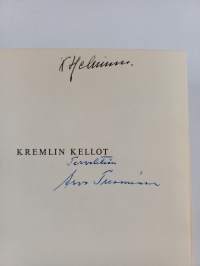 KREMLIN KELLOT
Tervehtien
Arvo Tuominen